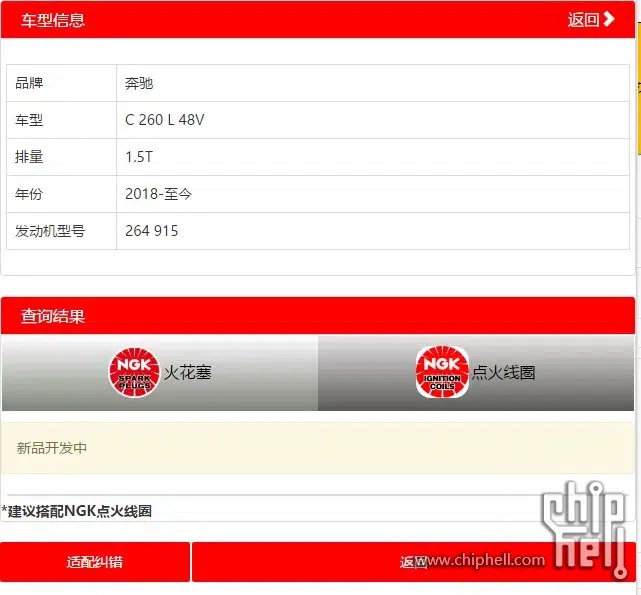 车型信息 返回
品牌 奔驰
车型 C 260 L 48V
排量 1.5T
年份 2018-至今
发动机型号 264 915
查询结果
NGK SPARK PLUGS 火花塞 NGK IGNITION COILS 点火线圈
新品开发中
*建议搭配NGK点火线圈
chip hell
适配纠错 返回 www.chiphell.com